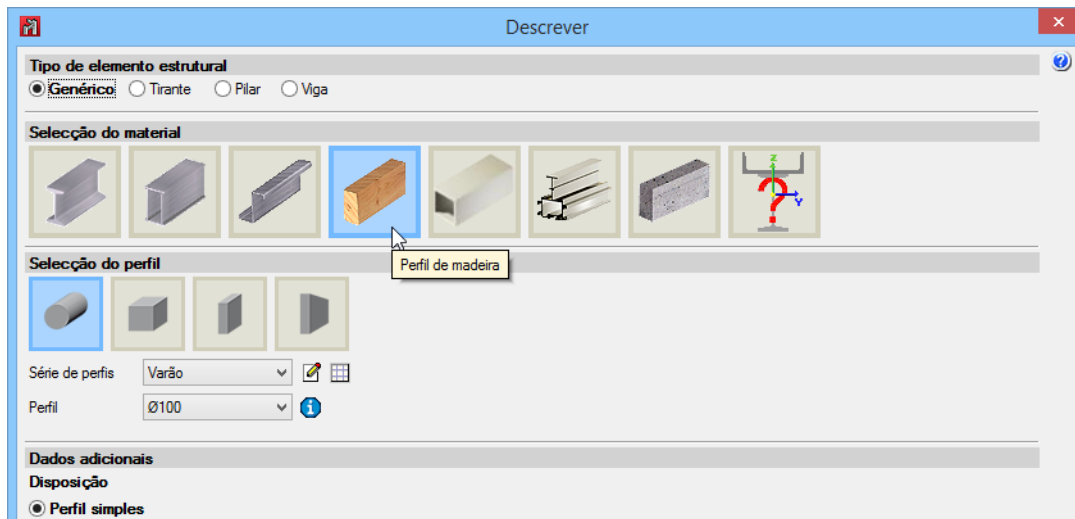 Descrever
Tipo de elemento estrutural
Genérico Tirante Pilar Viga
Selecção do material
Z
Y
Perfil de madeira
Selecção do perfil
Série de perfis Varão
Perfil Ø100
Dados adicionais
Disposição
Perfil simples